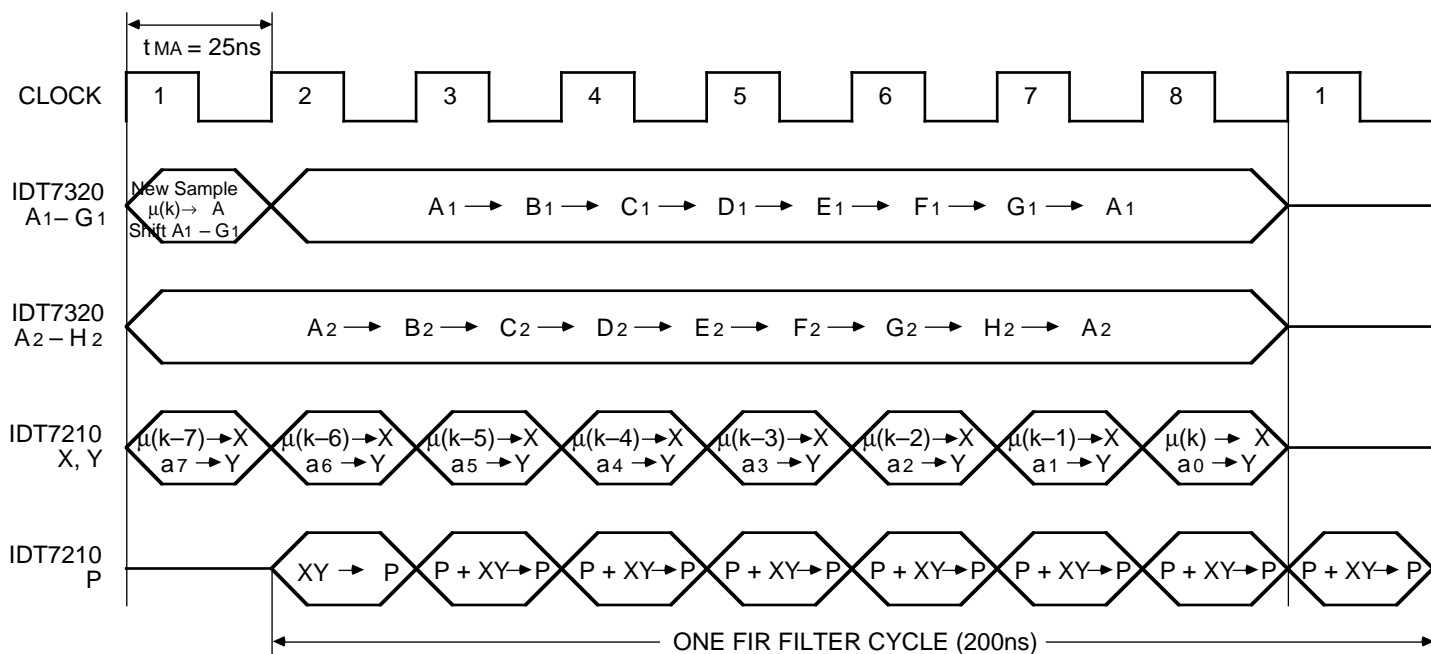 t MA = 25ns
CLOCK 1 2 3 4 5 6 7 8 1
IDT7320
A1– G1
New Sample
μ(k)→ A
Shift A1 – G1
A1 → B1 → C1 → D1 → E1 → F1 → G1 → A1
IDT7320
A2 – H2
A2 → B2 → C2 → D2 → E2 → F2 → G2 → H2 → A2
IDT7210
X, Y
μ(k–7)→X μ(k–6)→X μ(k–5)→X μ(k–4)→X μ(k–3)→X μ(k–2)→X μ(k–1)→X μ(k) → X
a7 →Y a6 →Y a5 →Y a4 →Y a3 →Y a2 →Y a1 →Y a0 →Y
IDT7210
P
XY → P P + XY→P P + XY→P P + XY→P P + XY→P P + XY→P P + XY→P P + XY→ P
ONE FIR FILTER CYCLE (200ns)